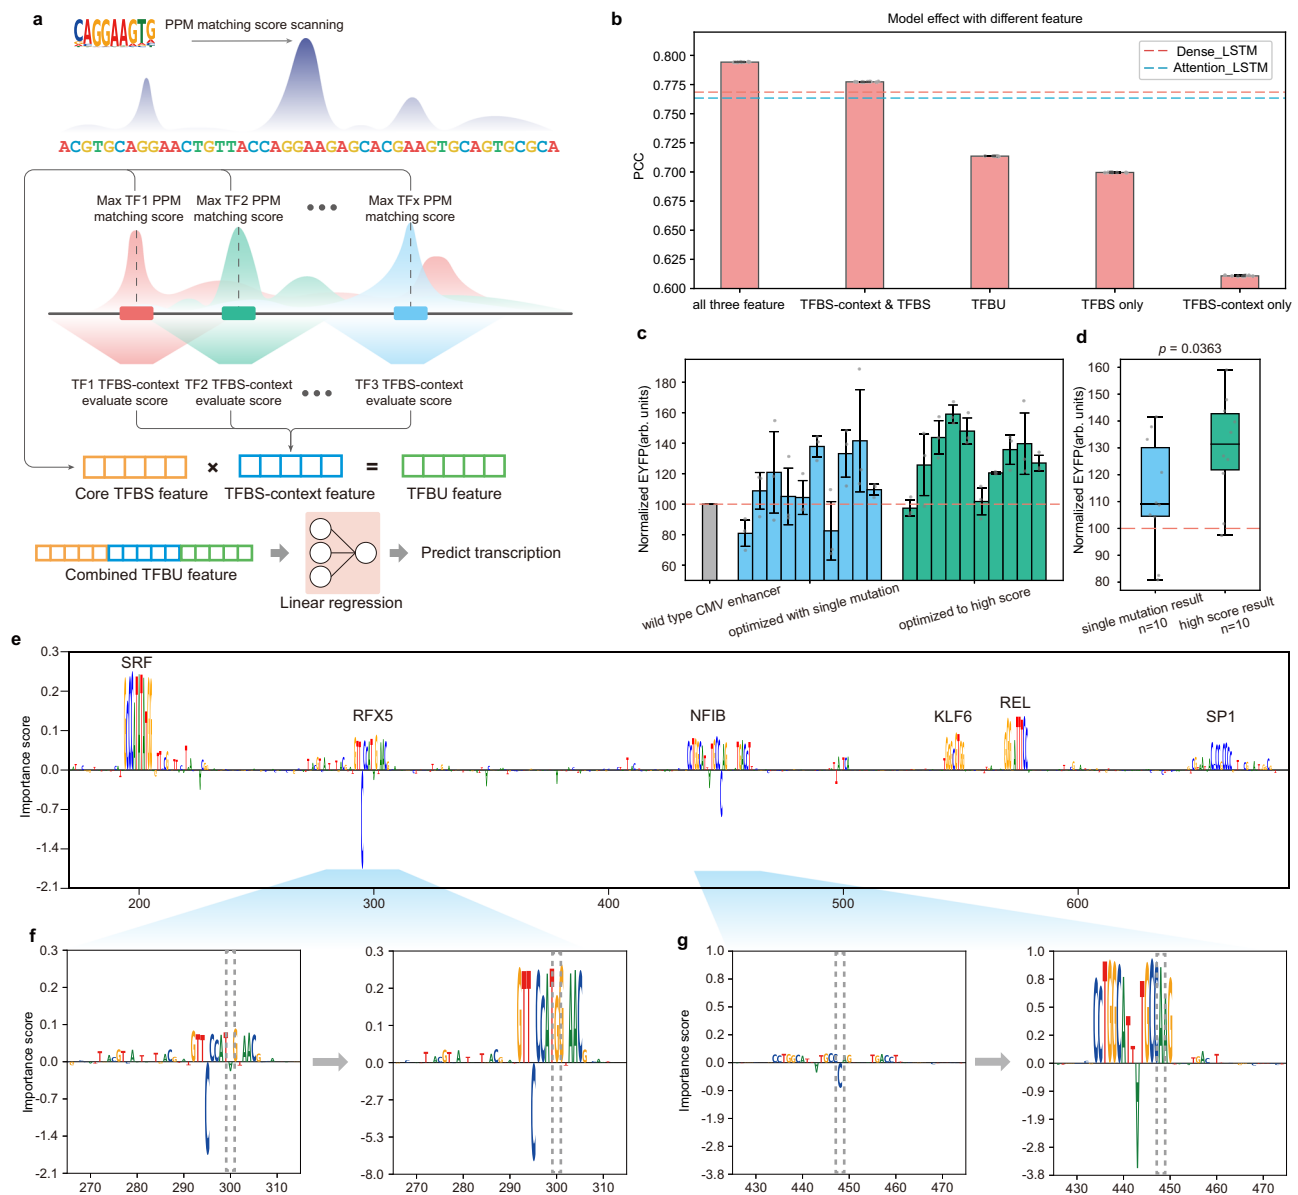 a
CAGGAAGTG
PPM matching score scanning
ACGTGCAGGAACTGTTACCAGGAAGAGCACGAAGTGCAGTGCGCA
Max TF1 PPM
matching score
Max TF2 PPM
matching score
Max TFx PPM
matching score
TF1 TFBS-context
evaluate score
TF2 TFBS-context
evaluate score
TF3 TFBS-context
evaluate score
Core TFBS feature
×
TFBS-context feature
=
TFBU feature
Combined TFBU feature
Linear regression
Predict transcription
b
Model effect with different feature
Dense_LSTM
Attention_LSTM
PCC
0.800
0.775
0.750
0.725
0.700
0.675
0.650
0.625
0.600
all three feature
TFBS-context & TFBS
TFBU
TFBS only
TFBS-context only
c
Normalized EYFP(arb. units)
180
160
140
120
100
80
60
wild type CMV enhancer
optimized with single mutation
optimized to high score
d
p = 0.0363
Normalized EYFP(arb. units)
160
150
140
130
120
110
100
90
80
single mutation result
n=10
high score result
n=10
e
Importance score
0.3
0.2
0.1
0.0
-0.7
-1.4
-2.1
SRF
RFX5
NFIB
KLF6
REL
SP1
200
300
400
500
600
f
Importance score
0.3
0.2
0.1
0.0
-0.7
-1.4
-2.1
270
280
290
300
310
0.3
0.2
0.1
0.0
-2.7
-5.3
-8.0
270
280
290
300
310
g
Importance score
1.0
0.8
0.5
0.2
0.0
-0.9
-1.9
-2.8
-3.8
430
440
450
460
470
1.0
0.8
0.5
0.2
0.0
-0.9
-1.9
-2.8
-3.8
430
440
450
460
470